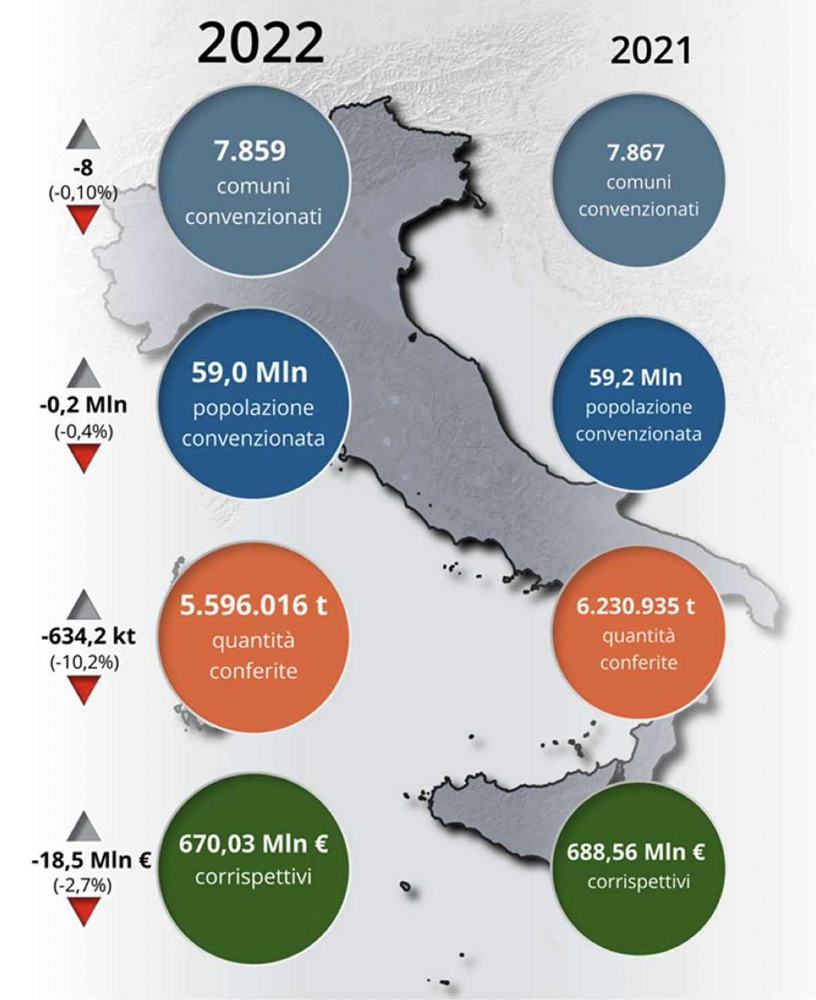 2022
2021
-8
(-0,10%)
7.859
comuni
convenzionati
7.867
comuni
convenzionati
-0,2 Mln
(-0,4%)
59,0 Mln
popolazione
convenzionata
59,2 Mln
popolazione
convenzionata
-634,2 kt
(-10,2%)
5.596.016 t
quantità
conferite
6.230.935 t
quantità
conferite
-18,5 Mln €
(-2,7%)
670,03 Mln €
corrispettivi
688,56 Mln €
corrispettivi